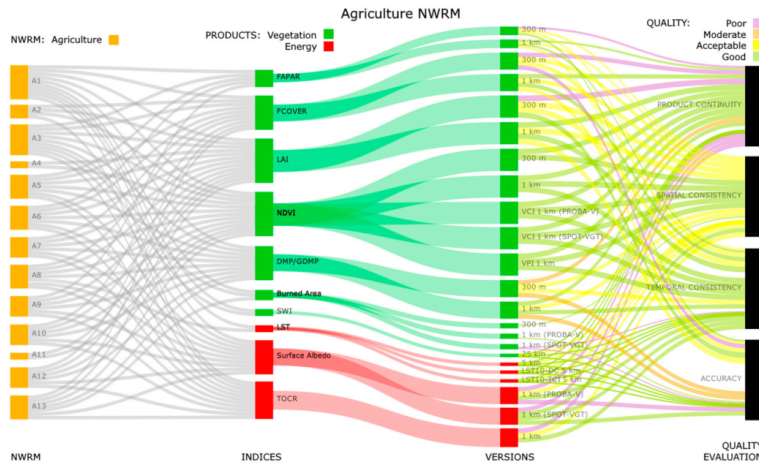 Agriculture NWRM
NWRM: Agriculture
PRODUCTS: Vegetation
Energy
QUALITY: Poor
Moderate
Acceptable
Good
A1
A2
A3
A4
A5
A6
A7
A8
A9
A10
A11
A12
A13
FAPAR
FCOVER
LAI
NDVI
DMP/GDMP
Burned Area
SWI
LST
Surface Albedo
TOCR
300 m
1 km
300 m
1 km
300 m
1 km
300 m
1 km
VCI 1 km (PROBA-V)
VCI 1 km (SPOT-VGT)
VPI 1 km
300 m
1 km
300 m
1 km (PROBA-V)
1 km (SPOT-VGT)
25 km
5 km
LST10-DC 5 km
LST10-TCI 5 km
1 km (PROBA-V)
1 km (SPOT-VGT)
1 km
PRODUCT CONTINUITY
SPATIAL CONSISTENCY
TEMPORAL CONSISTENCY
ACCURACY
NWRM
INDICES
VERSIONS
QUALITY
EVALUATION